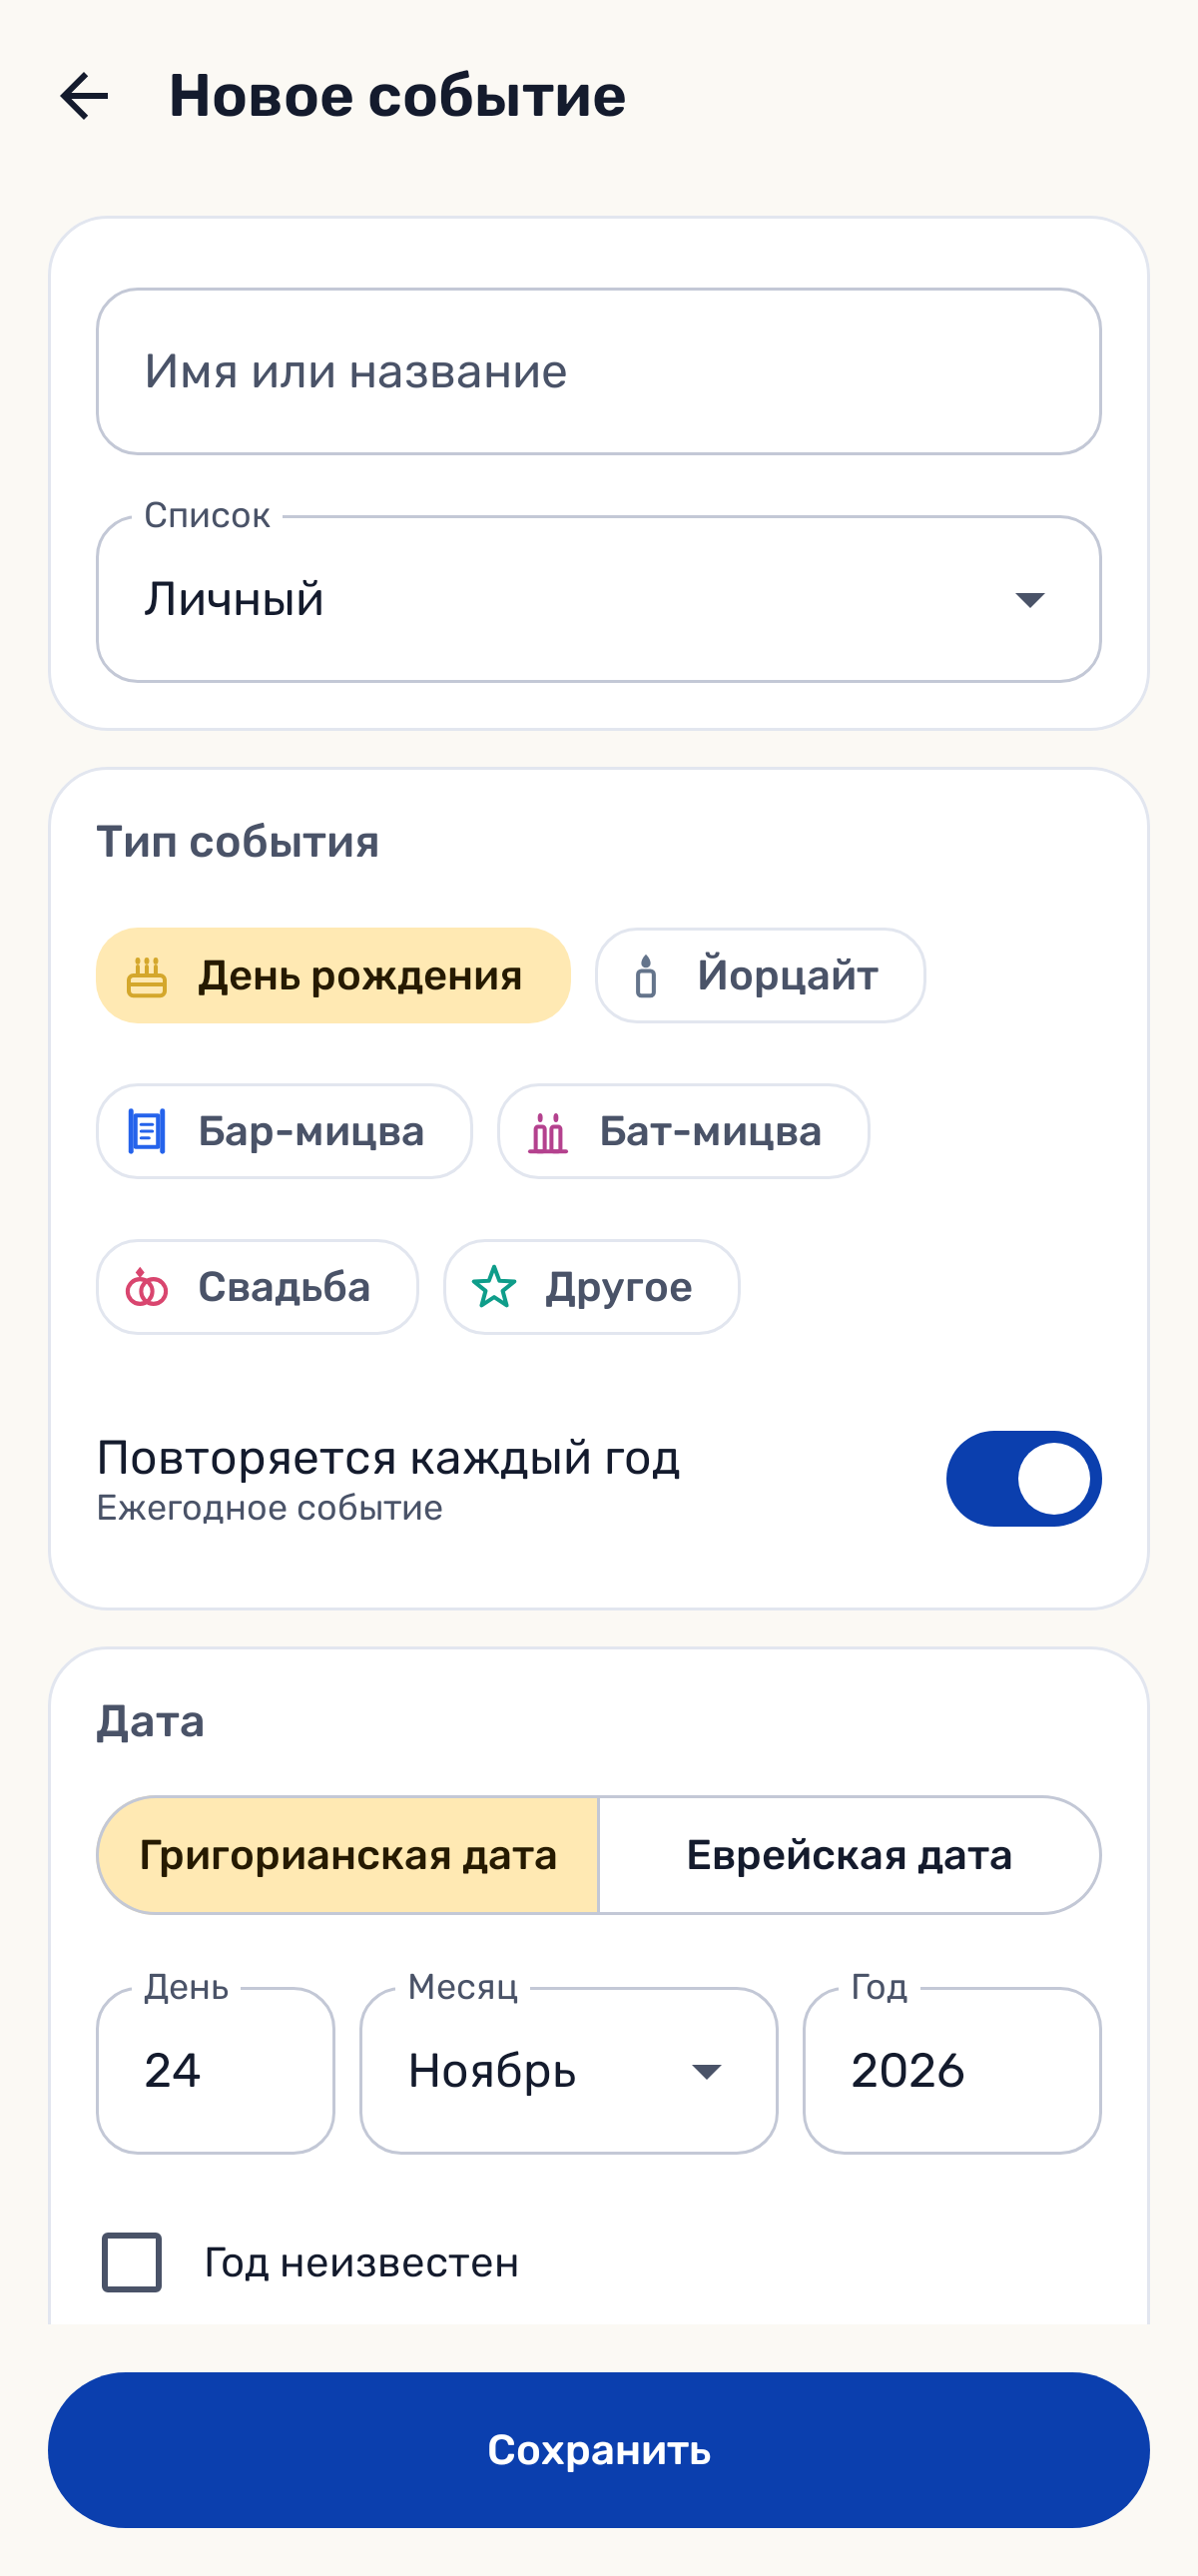 Новое событие
Имя или название
Список
Личный
Тип события
День рождения
Йорцайт
Бар-мицва
Бат-мицва
Свадьба
Другое
Повторяется каждый год
Ежегодное событие
Дата
Григорианская дата
Еврейская дата
День
Месяц
Год
24
Ноябрь
2026
Год неизвестен
Сохранить